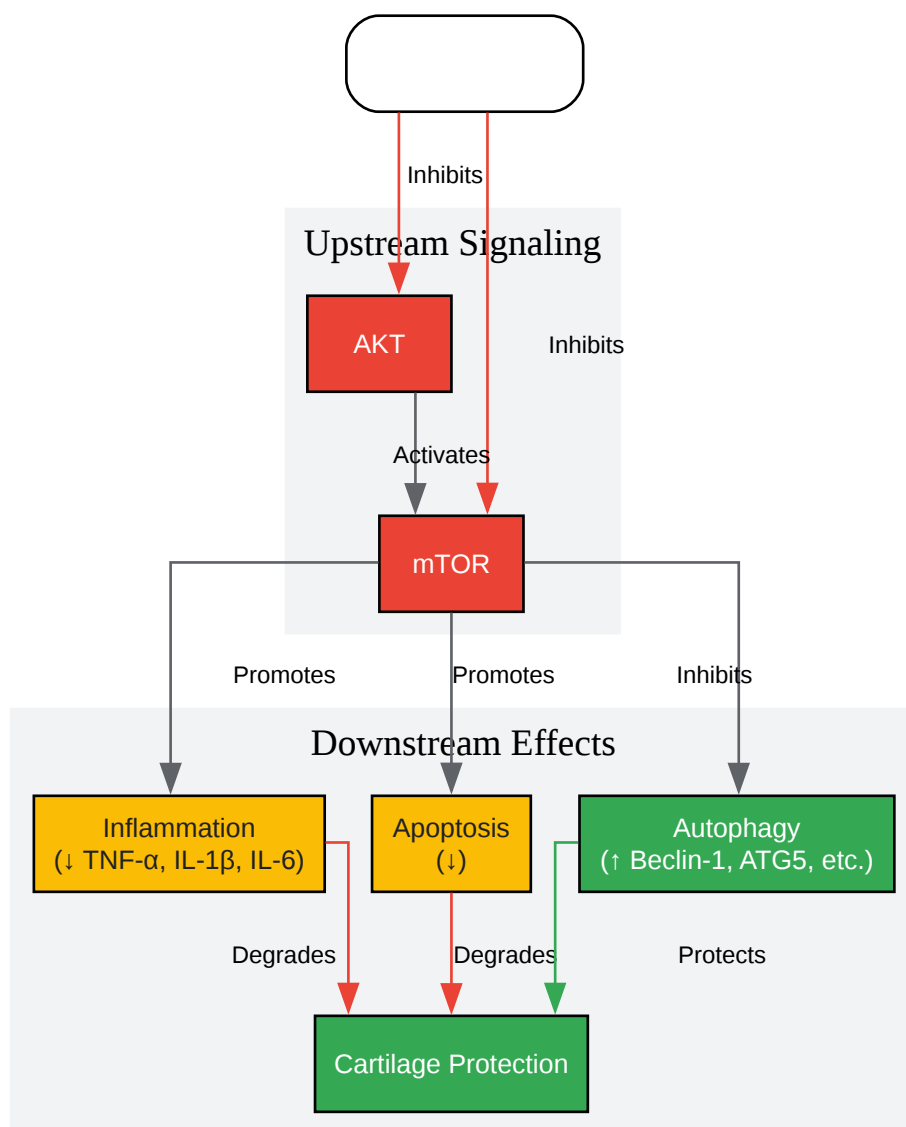 Inhibits
Upstream Signaling
AKT
Inhibits
Activates
mTOR
Promotes
Promotes
Inhibits
Downstream Effects
Inflammation
(↓ TNF-α, IL-1β, IL-6)
Apoptosis
(↓)
Autophagy
(↑ Beclin-1, ATG5, etc.)
Degrades
Degrades
Protects
Cartilage Protection